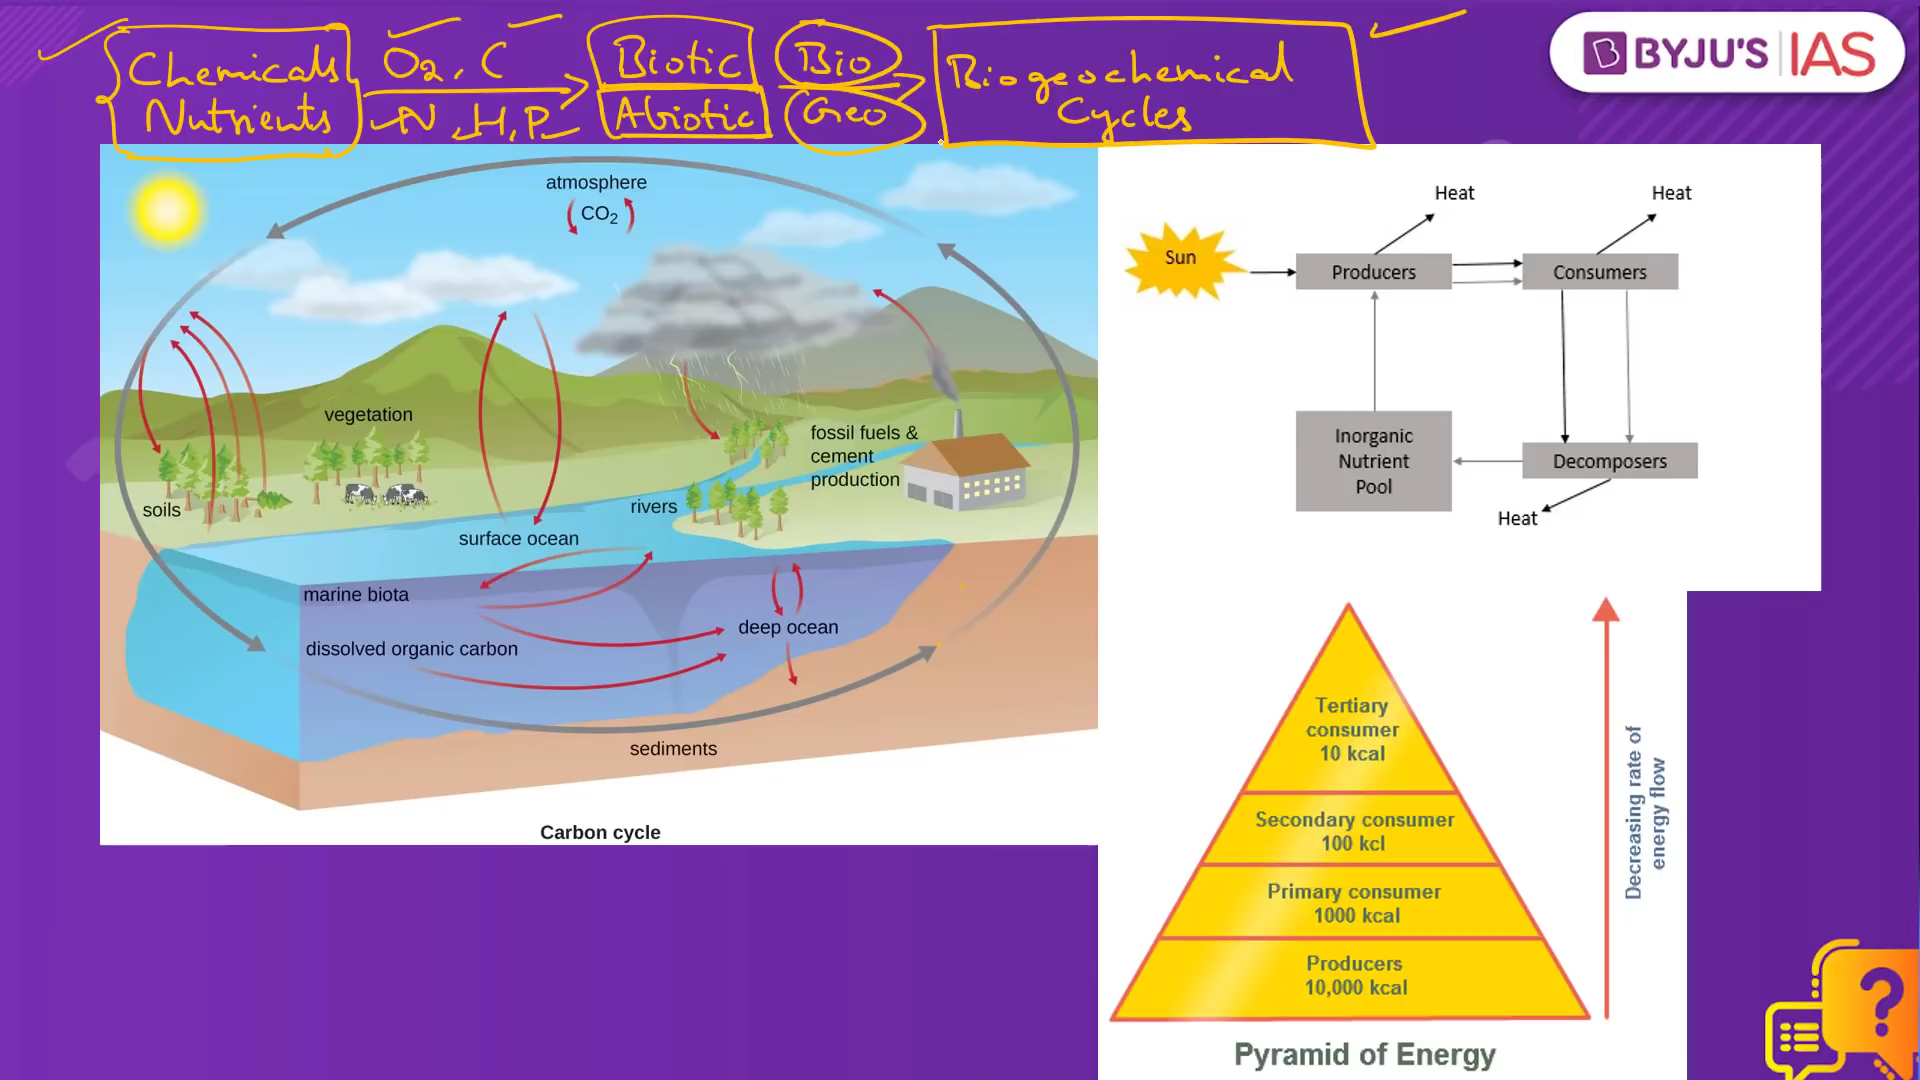 Chemicals
Nutrients
O2, C
N, H, P
Biotic
Abiotic
Bio
Geo
Biogeochemical
Cycles
BYJU'S IAS
atmosphere
CO2
vegetation
soils
surface ocean
rivers
fossil fuels &
cement
production
marine biota
dissolved organic carbon
deep ocean
sediments
Carbon cycle
Heat
Heat
Sun
Producers
Consumers
Inorganic
Nutrient
Pool
Decomposers
Heat
Tertiary
consumer
10 kcal
Secondary consumer
100 kcl
Primary consumer
1000 kcal
Producers
10,000 kcal
Decreasing rate of
energy flow
Pyramid of Energy
?